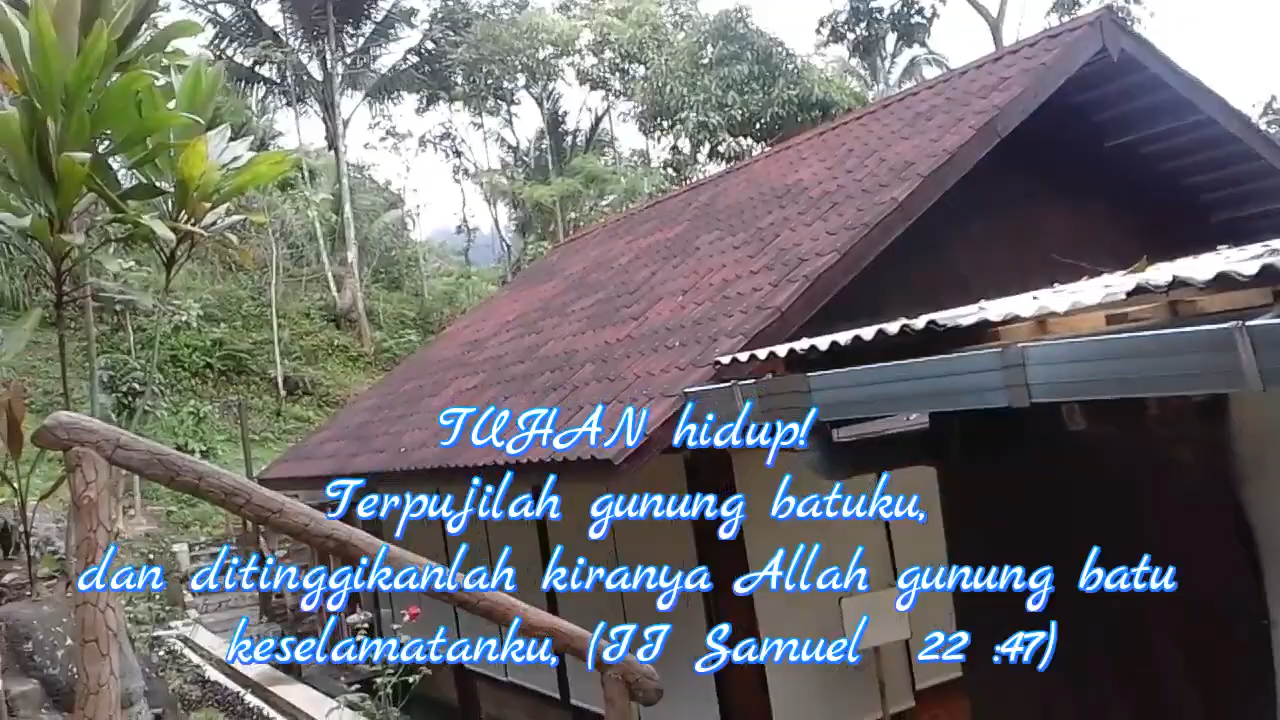 TUHAN hidup!
Terpujilah gunung batuku,
dan ditinggikanlah kiranya Allah gunung batu
keselamatanku, (II Samuel 22 :47)